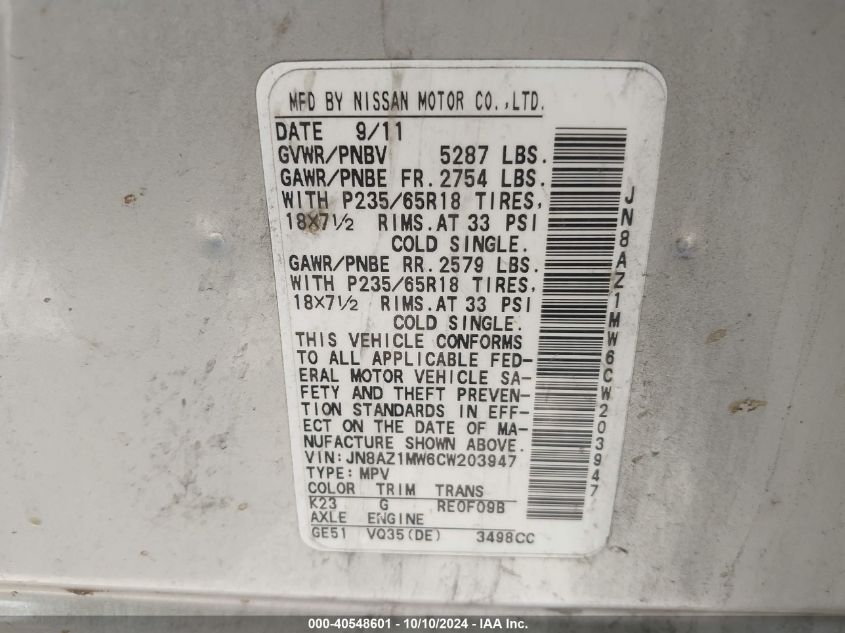 MFD BY NISSAN MOTOR CO.,LTD.
DATE 9/11
GVWR/PNBV 5287 LBS.
GAWR/PNBE FR. 2754 LBS.
WITH P235/65R18 TIRES,
18X7½ RIMS. AT 33 PSI
COLD SINGLE.
GAWR/PNBE RR. 2579 LBS.
WITH P235/65R18 TIRES,
18X7½ RIMS. AT 33 PSI
COLD SINGLE.
THIS VEHICLE CONFORMS
TO ALL APPLICABLE FED-
ERAL MOTOR VEHICLE SA-
FETY AND THEFT PREVEN-
TION STANDARDS IN EFF-
ECT ON THE DATE OF MA-
NUFACTURE SHOWN ABOVE.
VIN:JN8AZ1MW6CW203947
TYPE: MPV
COLOR TRIM TRANS
K23 G RE0F09B
AXLE ENGINE
GE51 VQ35(DE) 3498CC
JN8AZ1MW6CW203947
000-40548601 - 10/10/2024 - IAA Inc.